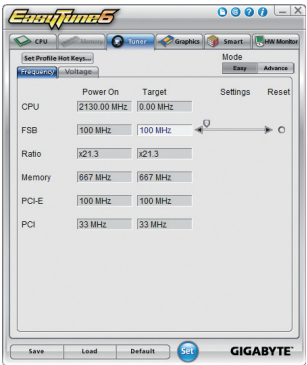 EasyTune6
CPU Memory Tuner Graphics Smart HW Monitor
Set Profile Hot Keys... Mode
Frequency Voltage Easy Advance
Power On Target Settings Reset
CPU 2130.00 MHz 0.00 MHz
FSB 100 MHz 100 MHz
Ratio x21.3 x21.3
Memory 667 MHz 667 MHz
PCI-E 100 MHz 100 MHz
PCI 33 MHz 33 MHz
Save Load Default Set GIGABYTE